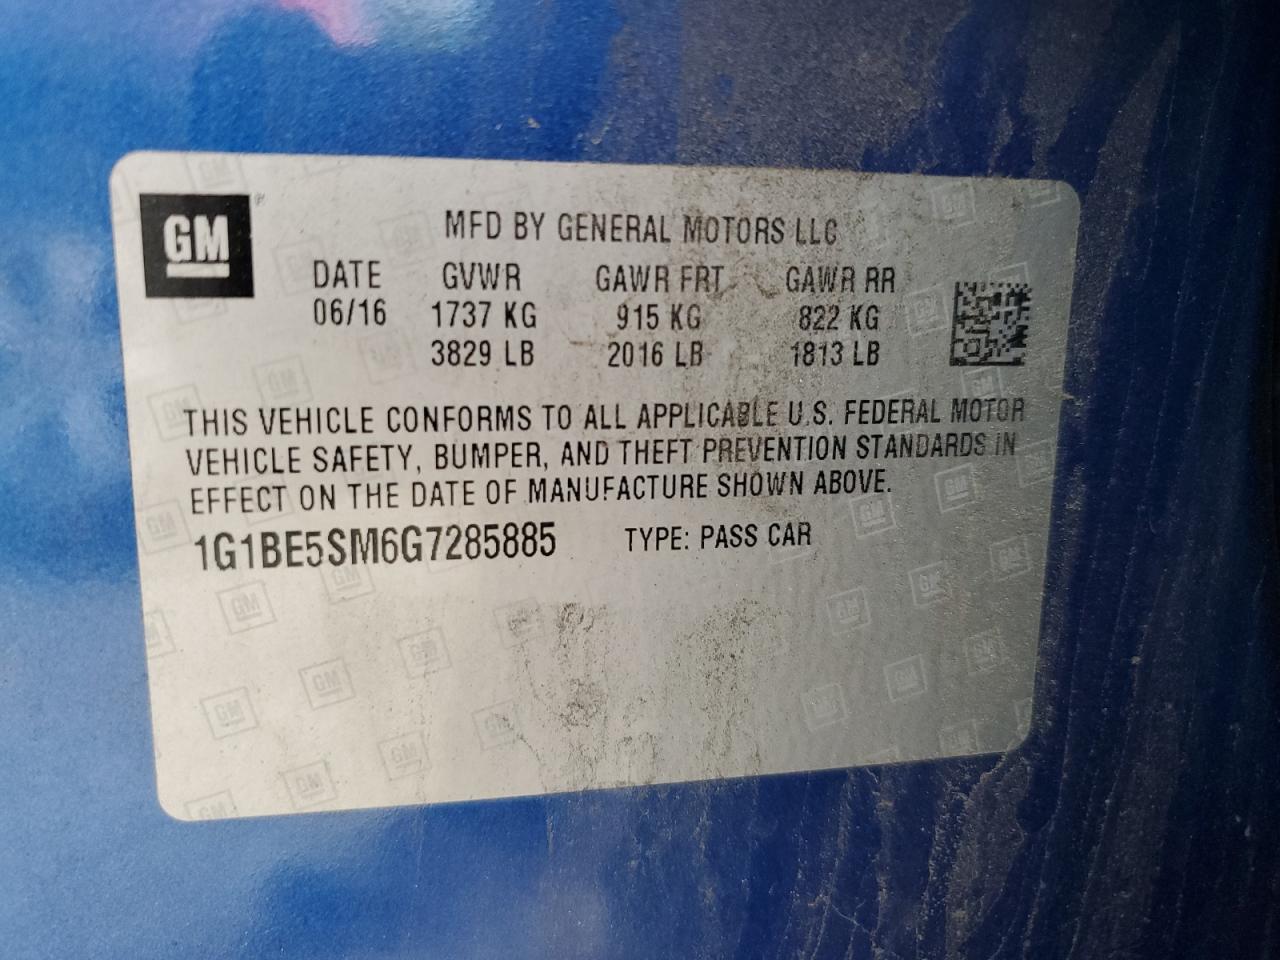 GM
MFD BY GENERAL MOTORS LLC
DATE GVWR GAWR FRT GAWR RR
06/16 1737 KG 915 KG 822 KG
3829 LB 2016 LB 1813 LB
THIS VEHICLE CONFORMS TO ALL APPLICABLE U.S. FEDERAL MOTOR
VEHICLE SAFETY, BUMPER, AND THEFT PREVENTION STANDARDS IN
EFFECT ON THE DATE OF MANUFACTURE SHOWN ABOVE.
1G1BE5SM6G7285885 TYPE: PASS CAR